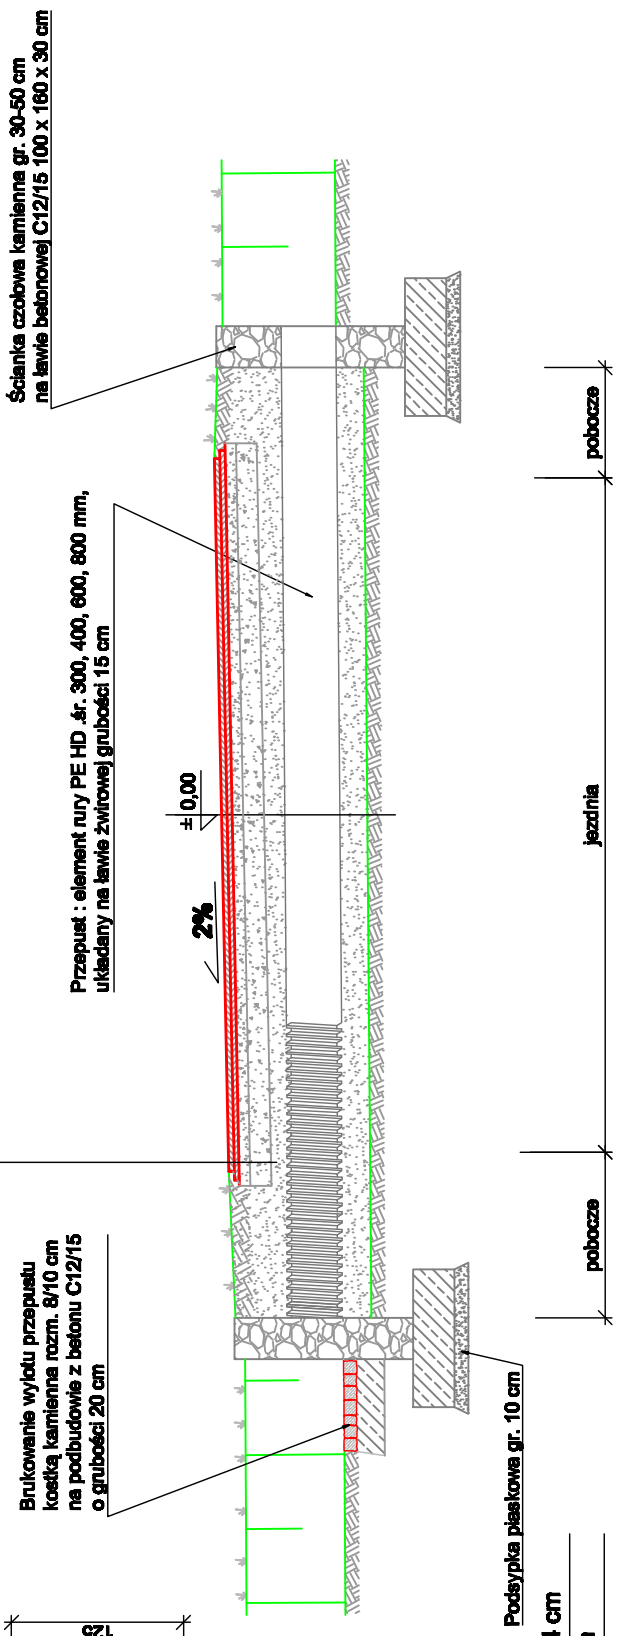 Ścianka czołowa kamienna gr. 30-50 cm
na ławie betonowej C12/15 100 x 160 x 30 cm
Przepust : element rury PE HD .śr. 300, 400, 600, 800 mm,
układany na ławie żwirowej grubości 15 cm
± 0,00
2%
Brukowanie wylotu przepustu
kostką kamienna rozm. 8/10 cm
na podbudowie z betonu C12/15
o grubości 20 cm
pobocze
jezdnia
pobocze
Podsypka piaskowa gr. 10 cm
cm